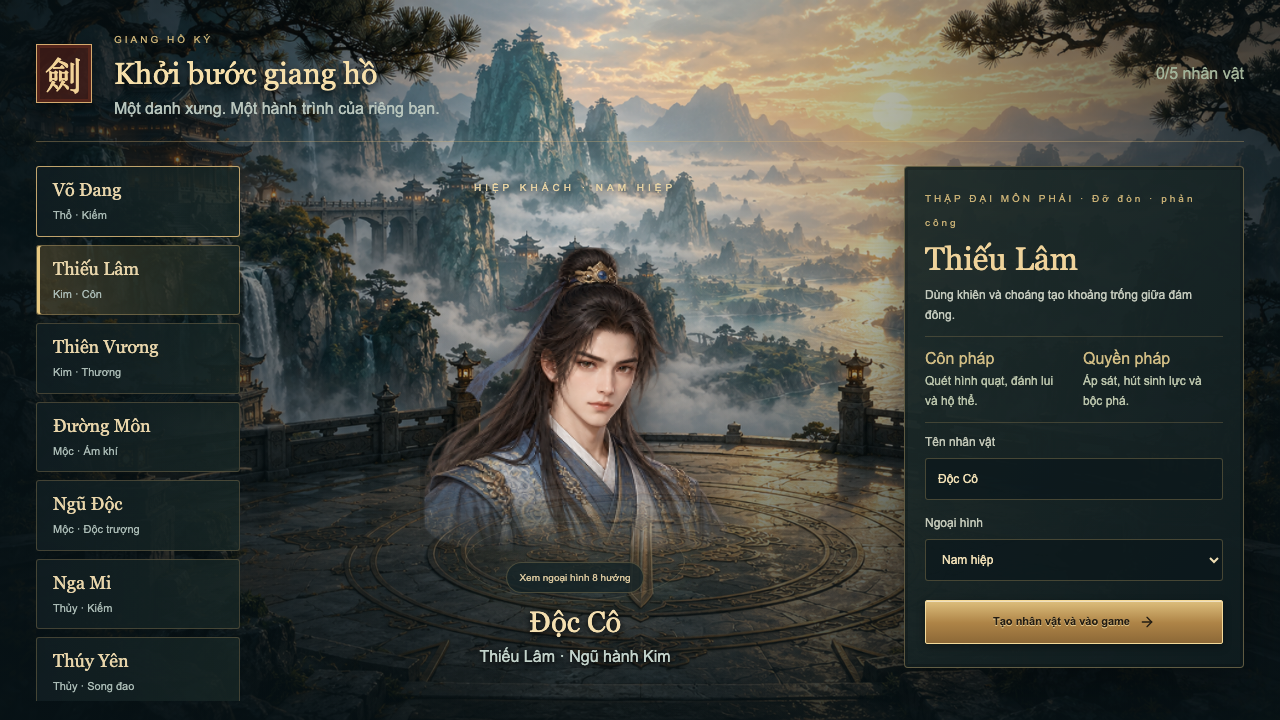 劍
GIANG HỒ KÝ
Khởi bước giang hồ
Một danh xưng. Một hành trình của riêng bạn.
0/5 nhân vật
Võ Đang
Thổ · Kiếm
Thiếu Lâm
Kim · Côn
Thiên Vương
Kim · Thương
Đường Môn
Mộc · Ám khí
Ngũ Độc
Mộc · Độc trượng
Nga Mi
Thủy · Kiếm
Thúy Yên
Thủy · Song đao
HIỆP KHÁCH · NAM HIỆP
Xem ngoại hình 8 hướng
Độc Cô
Thiếu Lâm · Ngũ hành Kim
THẬP ĐẠI MÔN PHÁI · Đỡ đòn · phản
công
Thiếu Lâm
Dùng khiên và choáng tạo khoảng trống giữa đám
đông.
Côn pháp
Quét hình quạt, đánh lui
và hộ thể.
Quyền pháp
Áp sát, hút sinh lực và
bộc phá.
Tên nhân vật
Độc Cô
Ngoại hình
Nam hiệp
Tạo nhân vật và vào game →